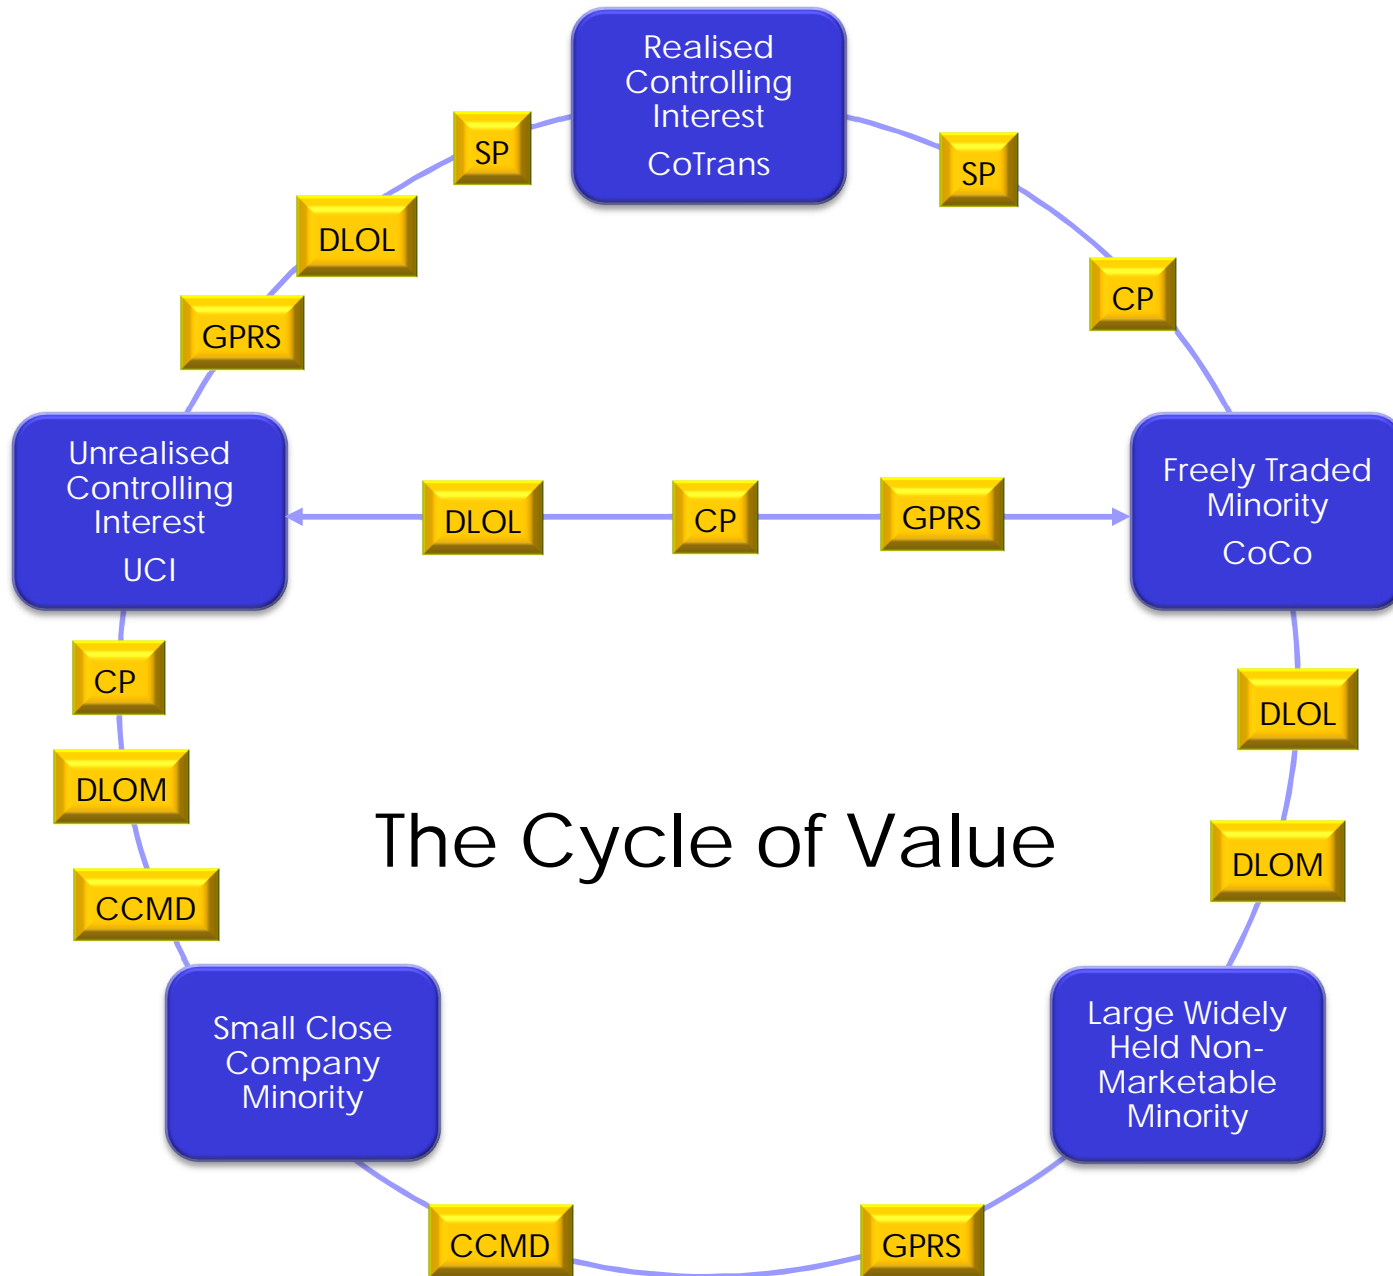 Realised
Controlling
Interest
CoTrans
SP
SP
DLOL
CP
GPRS
Unrealised
Controlling
Interest
UCI
DLOL
CP
GPRS
Freely Traded
Minority
CoCo
CP
DLOL
DLOM
The Cycle of Value
DLOM
CCMD
Small Close
Company
Minority
Large Widely
Held Non-
Marketable
Minority
CCMD
GPRS